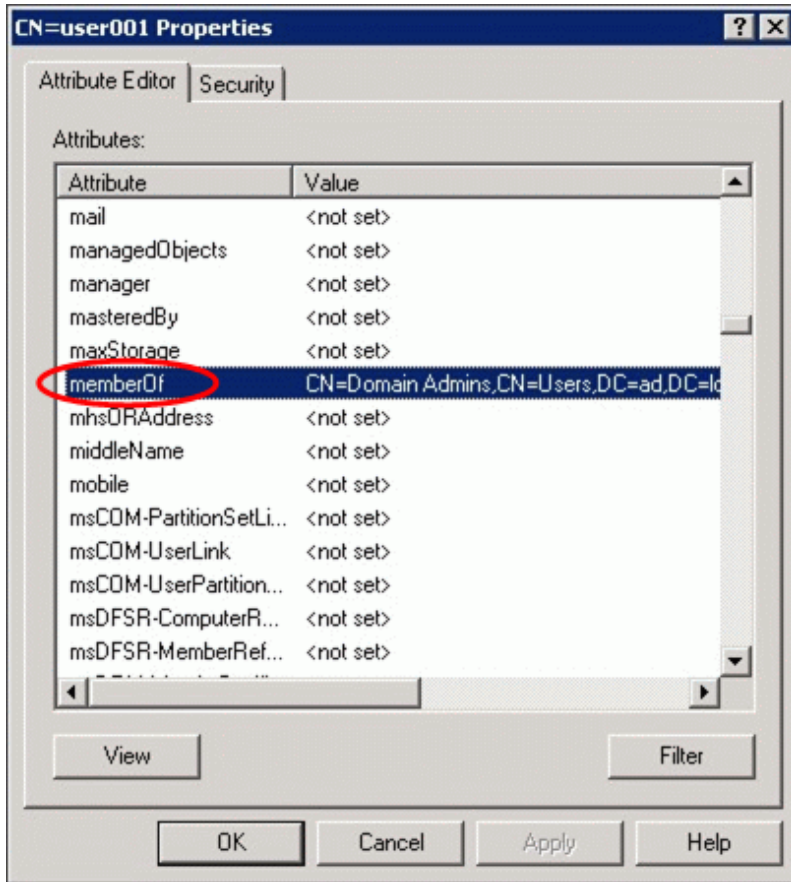 CN=user001 Properties
Attribute Editor Security
Attributes:
Attribute Value
mail <not set>
managedObjects <not set>
manager <not set>
masteredBy <not set>
maxStorage <not set>
memberOf CN=Domain Admins,CN=Users,DC=ad,DC=lo
mhsORAddress <not set>
middleName <not set>
mobile <not set>
msCOM-PartitionSetLi... <not set>
msCOM-UserLink <not set>
msCOM-UserPartition... <not set>
msDFSR-ComputerR... <not set>
msDFSR-MemberRef... <not set>
View Filter
OK Cancel Apply Help